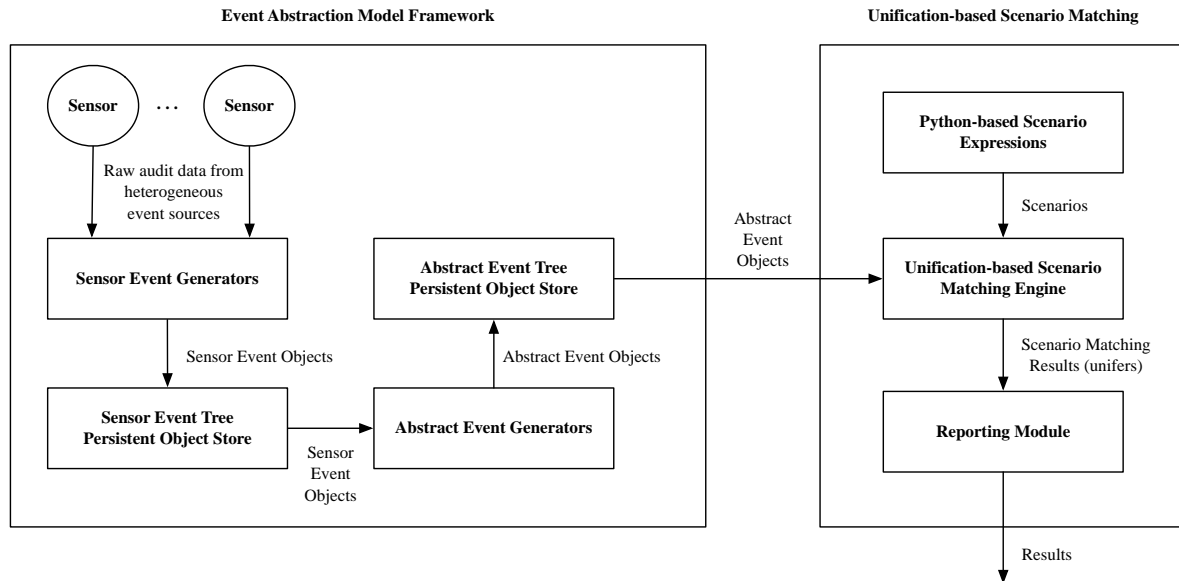 Event Abstraction Model Framework
Unification-based Scenario Matching
Sensor
. . .
Sensor
Raw audit data from
heterogeneous
event sources
Sensor Event Generators
Sensor Event Objects
Sensor Event Tree
Persistent Object Store
Sensor
Event
Objects
Abstract Event Generators
Abstract Event Objects
Abstract Event Tree
Persistent Object Store
Abstract
Event
Objects
Python-based Scenario
Expressions
Scenarios
Unification-based Scenario
Matching Engine
Scenario Matching
Results (unifers)
Reporting Module
Results